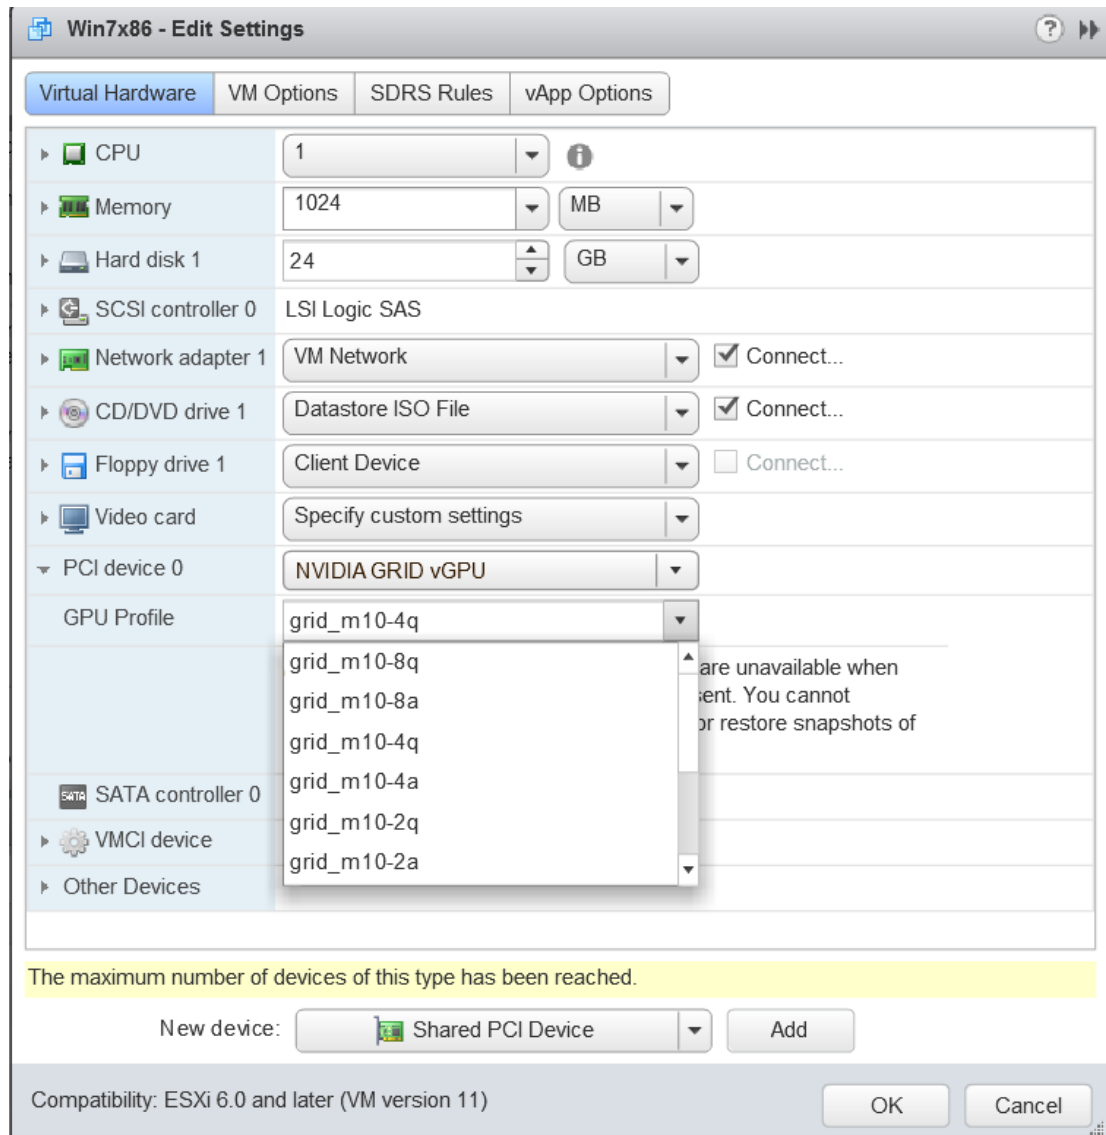 Win7x86 - Edit Settings ?
Virtual Hardware VM Options SDRS Rules vApp Options
CPU 1
Memory 1024 MB
Hard disk 1 24 GB
SCSI controller 0 LSI Logic SAS
Network adapter 1 VM Network Connect...
CD/DVD drive 1 Datastore ISO File Connect...
Floppy drive 1 Client Device Connect...
Video card Specify custom settings
PCI device 0 NVIDIA GRID vGPU
GPU Profile grid_m10-4q
grid_m10-8q
are unavailable when
grid_m10-8a
You cannot
grid_m10-4q
or restore snapshots of
grid_m10-4a
SATA SATA controller 0
grid_m10-2q
VMCI device
grid_m10-2a
Other Devices
The maximum number of devices of this type has been reached.
New device: Shared PCI Device Add
Compatibility: ESXi 6.0 and later (VM version 11) OK Cancel